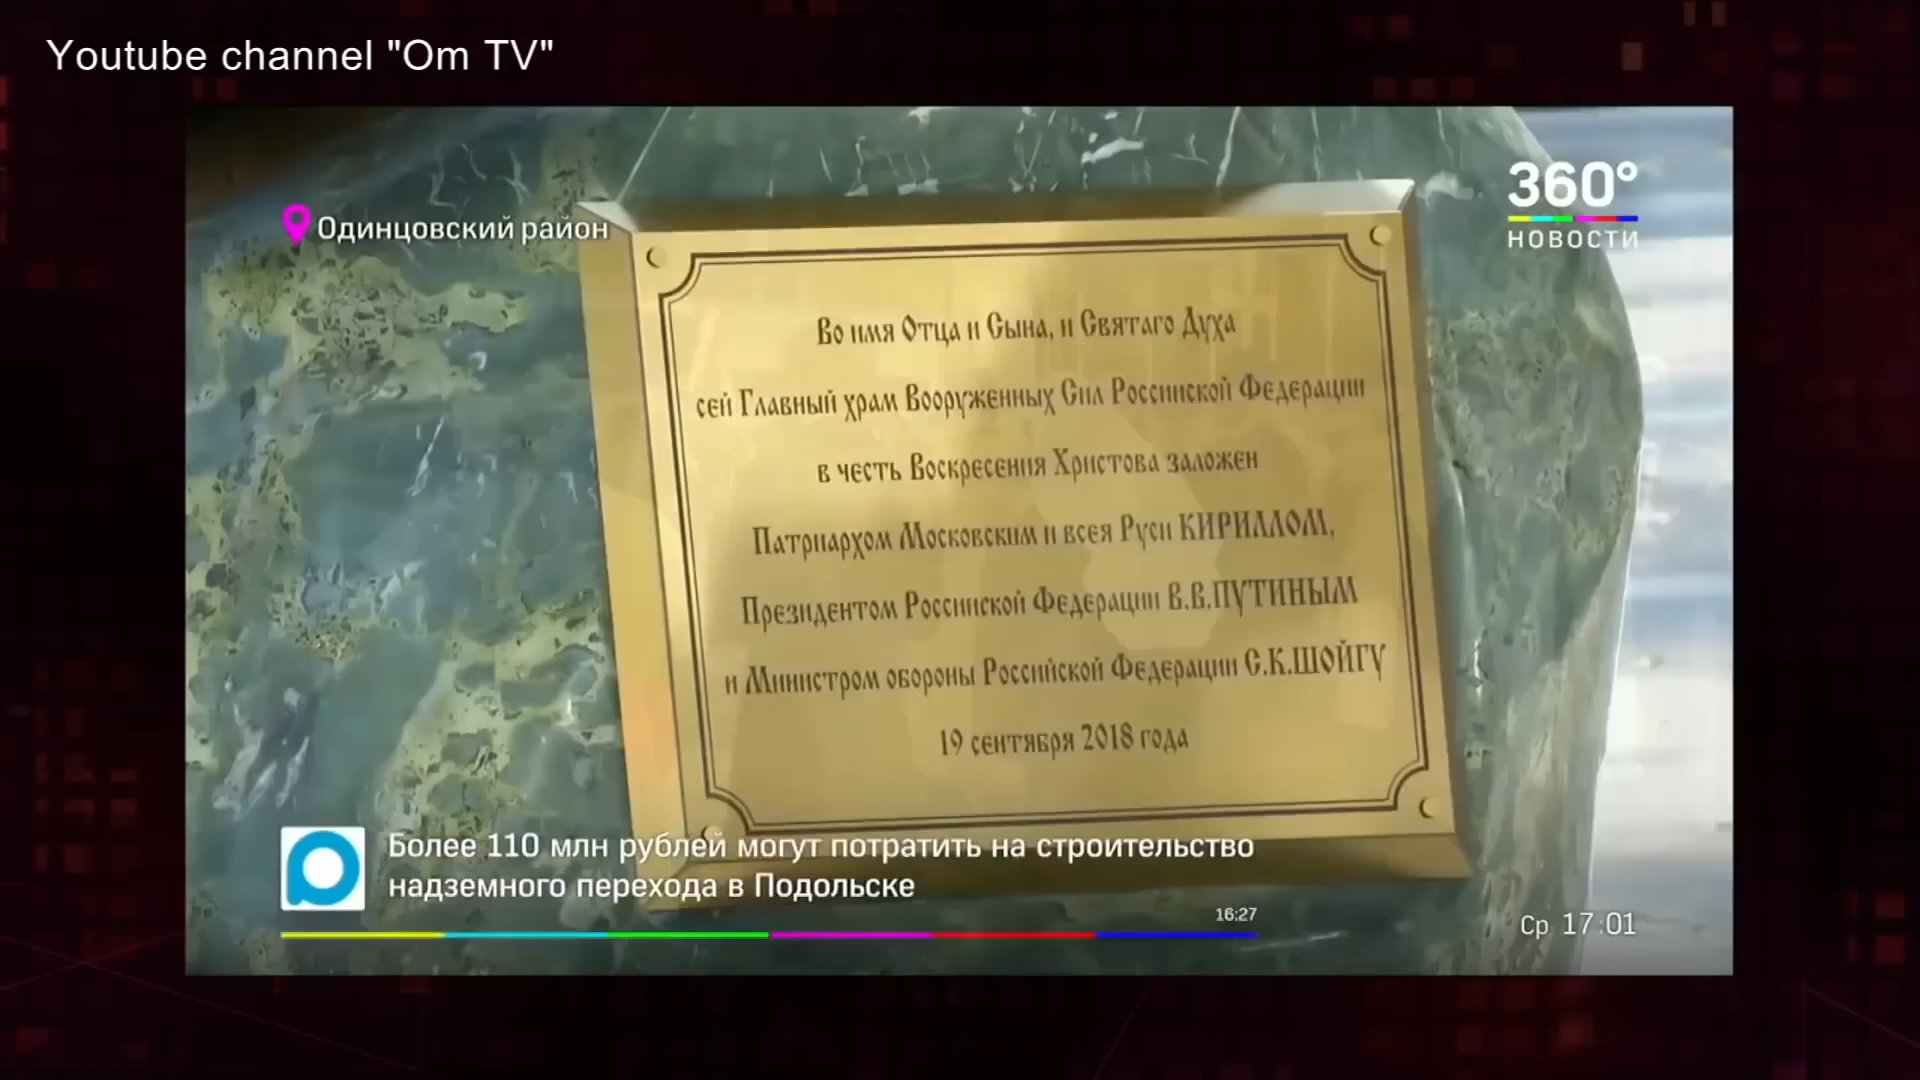 Youtube channel "Om TV"
360°
НОВОСТИ
Одинцовский район
Во имя Отца и Сына, и Святаго Духа
сей Главный храм Вооруженных Сил Российской Федерации
в честь Воскресения Христова заложен
Патриархом Московским и всея Руси КИРИЛЛОМ,
Президентом Российской Федерации В.В.ПУТИНЫМ
и Министром обороны Российской Федерации С.К.ШОЙГУ
19 сентября 2018 года
Более 110 млн рублей могут потратить на строительство
надземного перехода в Подольске
16:27
Ср 17:01